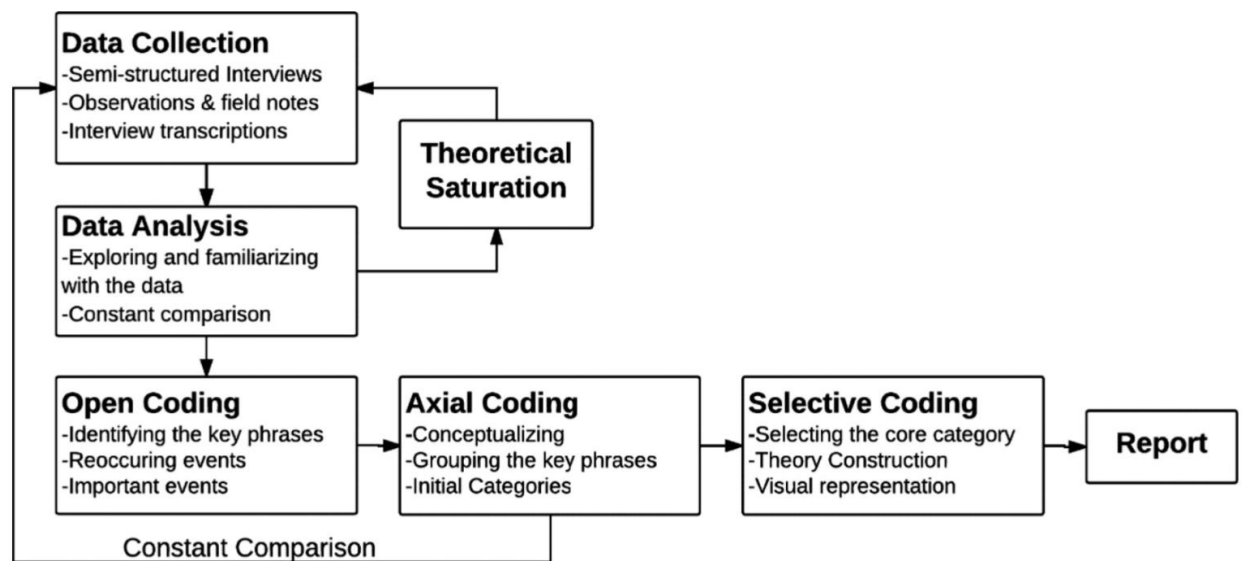 Data Collection
-Semi-structured Interviews
-Observations & field notes
-Interview transcriptions
Theoretical
Saturation
Data Analysis
-Exploring and familiarizing
with the data
-Constant comparison
Open Coding
-Identifying the key phrases
-Reoccuring events
-Important events
Axial Coding
-Conceptualizing
-Grouping the key phrases
-Initial Categories
Selective Coding
-Selecting the core category
-Theory Construction
-Visual representation
Report
Constant Comparison